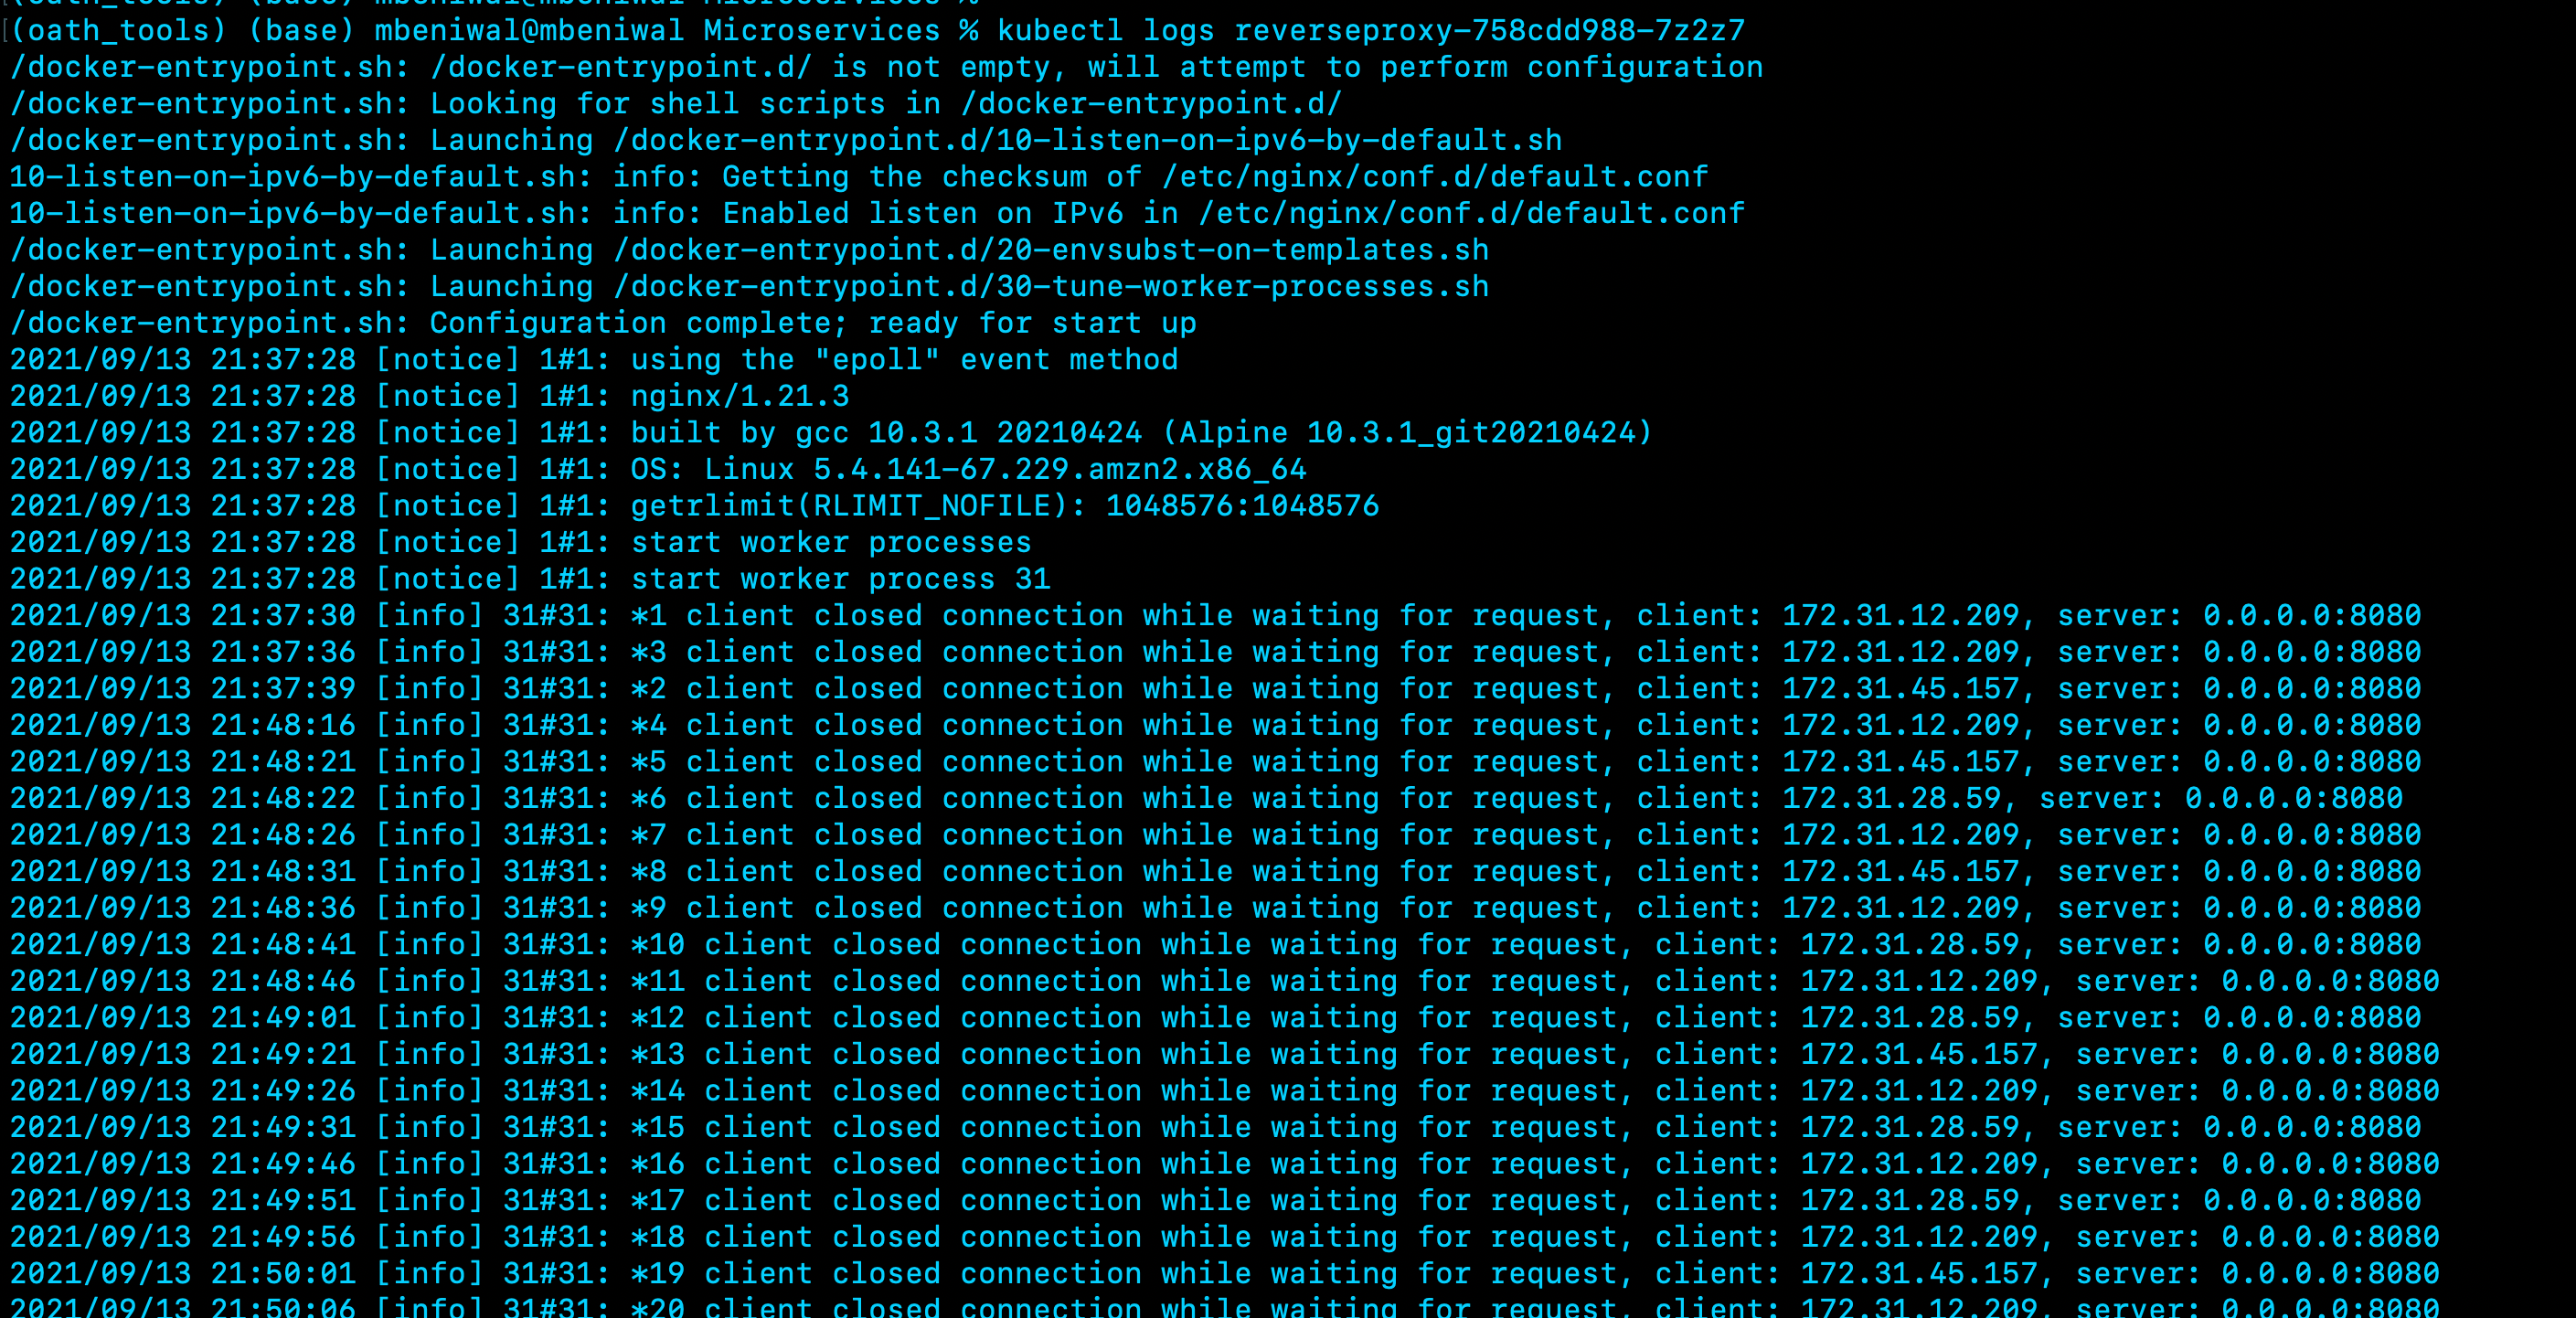 (oath_tools) (base) mbeniwal@mbeniwal Microservices %
[(oath_tools) (base) mbeniwal@mbeniwal Microservices % kubectl logs reverseproxy-758cdd988-7z2z7
/docker-entrypoint.sh: /docker-entrypoint.d/ is not empty, will attempt to perform configuration
/docker-entrypoint.sh: Looking for shell scripts in /docker-entrypoint.d/
/docker-entrypoint.sh: Launching /docker-entrypoint.d/10-listen-on-ipv6-by-default.sh
10-listen-on-ipv6-by-default.sh: info: Getting the checksum of /etc/nginx/conf.d/default.conf
10-listen-on-ipv6-by-default.sh: info: Enabled listen on IPv6 in /etc/nginx/conf.d/default.conf
/docker-entrypoint.sh: Launching /docker-entrypoint.d/20-envsubst-on-templates.sh
/docker-entrypoint.sh: Launching /docker-entrypoint.d/30-tune-worker-processes.sh
/docker-entrypoint.sh: Configuration complete; ready for start up
2021/09/13 21:37:28 [notice] 1#1: using the "epoll" event method
2021/09/13 21:37:28 [notice] 1#1: nginx/1.21.3
2021/09/13 21:37:28 [notice] 1#1: built by gcc 10.3.1 20210424 (Alpine 10.3.1_git20210424)
2021/09/13 21:37:28 [notice] 1#1: OS: Linux 5.4.141-67.229.amzn2.x86_64
2021/09/13 21:37:28 [notice] 1#1: getrlimit(RLIMIT_NOFILE): 1048576:1048576
2021/09/13 21:37:28 [notice] 1#1: start worker processes
2021/09/13 21:37:28 [notice] 1#1: start worker process 31
2021/09/13 21:37:30 [info] 31#31: *1 client closed connection while waiting for request, client: 172.31.12.209, server: 0.0.0.0:8080
2021/09/13 21:37:36 [info] 31#31: *3 client closed connection while waiting for request, client: 172.31.12.209, server: 0.0.0.0:8080
2021/09/13 21:37:39 [info] 31#31: *2 client closed connection while waiting for request, client: 172.31.45.157, server: 0.0.0.0:8080
2021/09/13 21:48:16 [info] 31#31: *4 client closed connection while waiting for request, client: 172.31.12.209, server: 0.0.0.0:8080
2021/09/13 21:48:21 [info] 31#31: *5 client closed connection while waiting for request, client: 172.31.45.157, server: 0.0.0.0:8080
2021/09/13 21:48:22 [info] 31#31: *6 client closed connection while waiting for request, client: 172.31.28.59, server: 0.0.0.0:8080
2021/09/13 21:48:26 [info] 31#31: *7 client closed connection while waiting for request, client: 172.31.12.209, server: 0.0.0.0:8080
2021/09/13 21:48:31 [info] 31#31: *8 client closed connection while waiting for request, client: 172.31.45.157, server: 0.0.0.0:8080
2021/09/13 21:48:36 [info] 31#31: *9 client closed connection while waiting for request, client: 172.31.12.209, server: 0.0.0.0:8080
2021/09/13 21:48:41 [info] 31#31: *10 client closed connection while waiting for request, client: 172.31.28.59, server: 0.0.0.0:8080
2021/09/13 21:48:46 [info] 31#31: *11 client closed connection while waiting for request, client: 172.31.12.209, server: 0.0.0.0:8080
2021/09/13 21:49:01 [info] 31#31: *12 client closed connection while waiting for request, client: 172.31.28.59, server: 0.0.0.0:8080
2021/09/13 21:49:21 [info] 31#31: *13 client closed connection while waiting for request, client: 172.31.45.157, server: 0.0.0.0:8080
2021/09/13 21:49:26 [info] 31#31: *14 client closed connection while waiting for request, client: 172.31.12.209, server: 0.0.0.0:8080
2021/09/13 21:49:31 [info] 31#31: *15 client closed connection while waiting for request, client: 172.31.28.59, server: 0.0.0.0:8080
2021/09/13 21:49:46 [info] 31#31: *16 client closed connection while waiting for request, client: 172.31.12.209, server: 0.0.0.0:8080
2021/09/13 21:49:51 [info] 31#31: *17 client closed connection while waiting for request, client: 172.31.28.59, server: 0.0.0.0:8080
2021/09/13 21:49:56 [info] 31#31: *18 client closed connection while waiting for request, client: 172.31.12.209, server: 0.0.0.0:8080
2021/09/13 21:50:01 [info] 31#31: *19 client closed connection while waiting for request, client: 172.31.45.157, server: 0.0.0.0:8080
2021/09/13 21:50:06 [info] 31#31: *20 client closed connection while waiting for request, client: 172.31.12.209, server: 0.0.0.0:8080